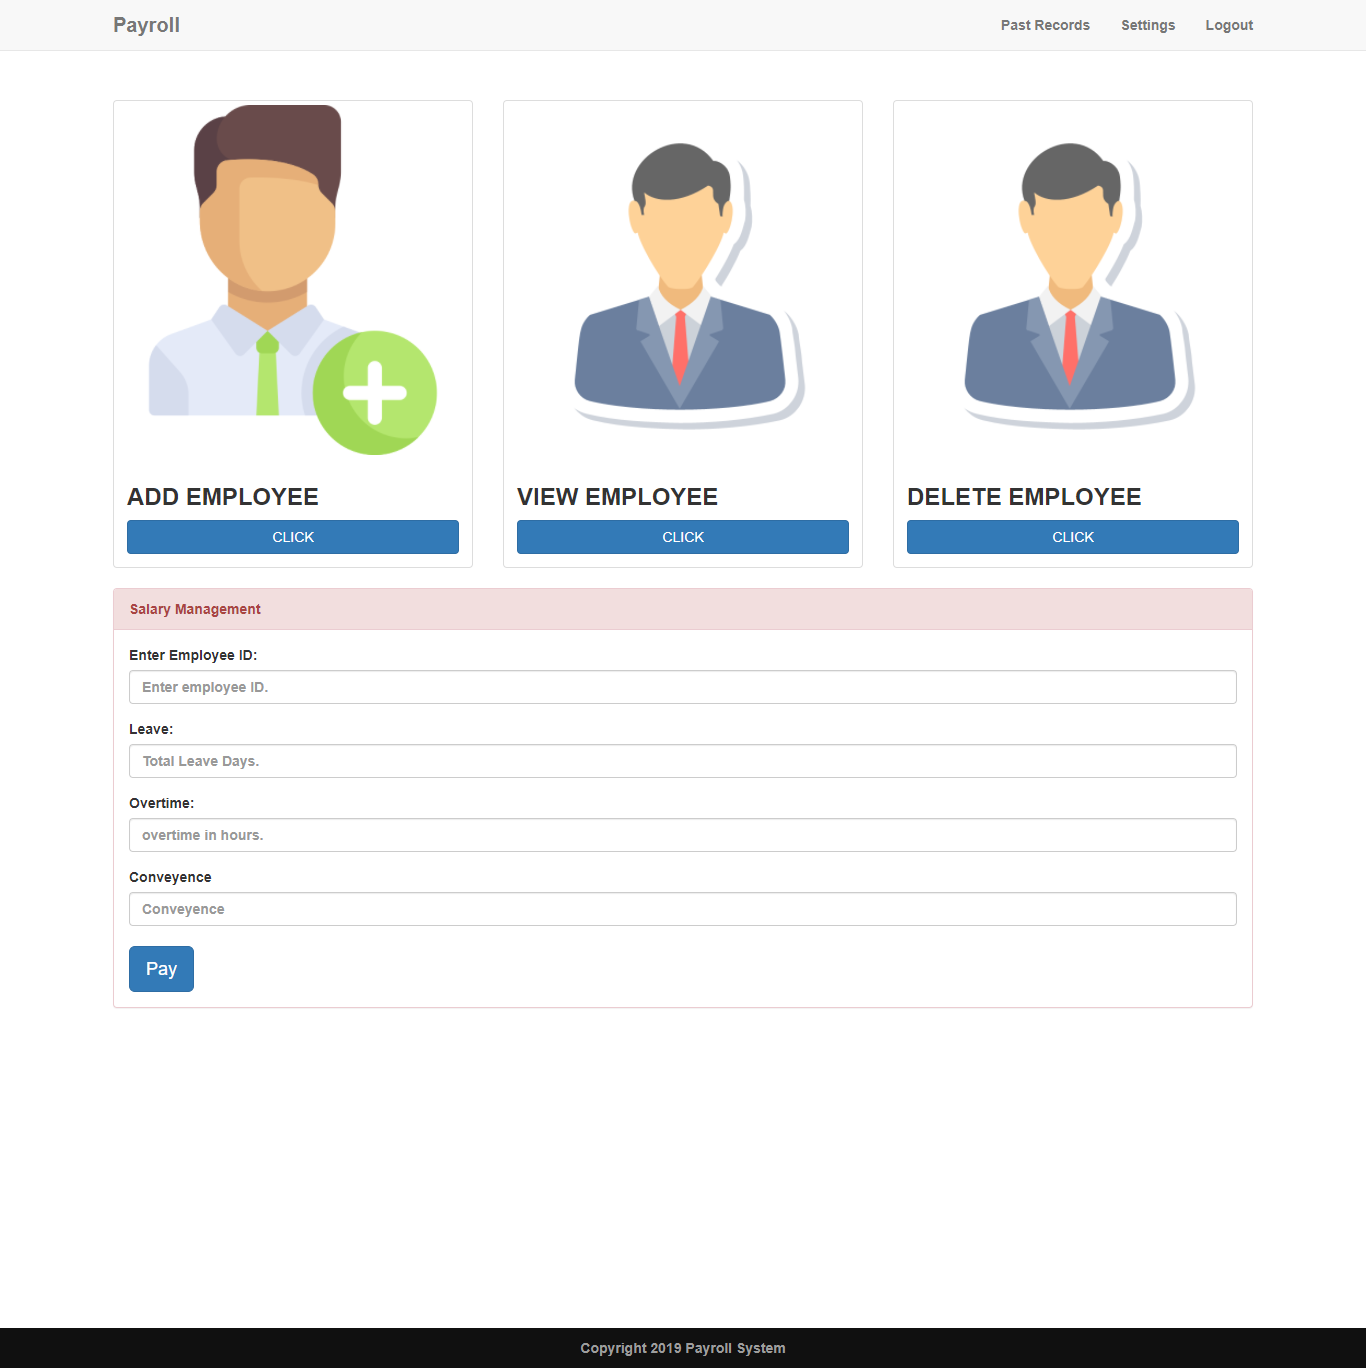 Payroll
Past Records Settings Logout
ADD EMPLOYEE
CLICK
VIEW EMPLOYEE
CLICK
DELETE EMPLOYEE
CLICK
Salary Management
Enter Employee ID:
Enter employee ID.
Leave:
Total Leave Days.
Overtime:
overtime in hours.
Conveyence
Conveyence
Pay
Copyright 2019 Payroll System